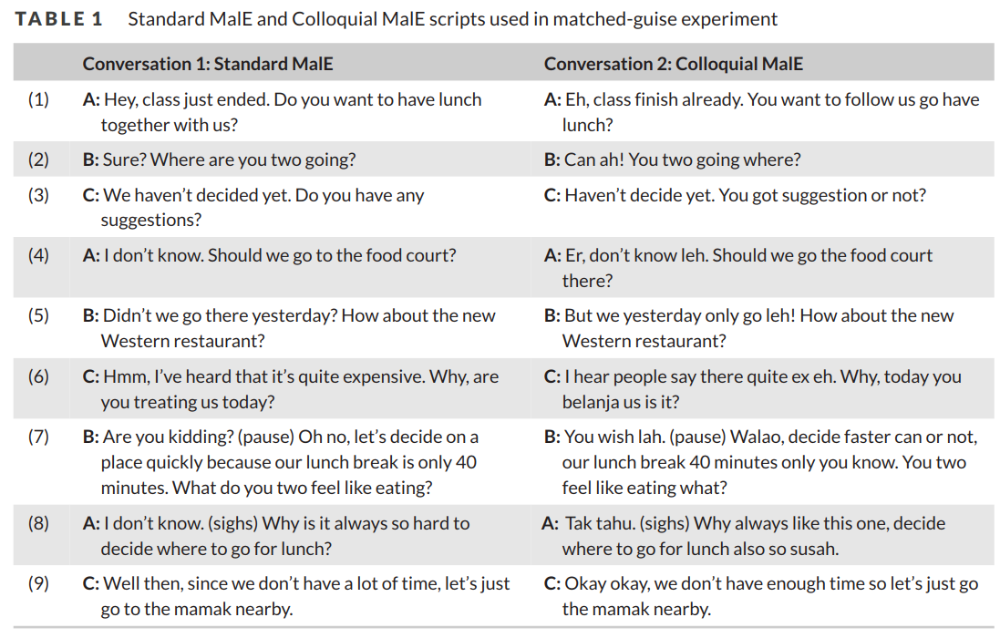 TABLE 1 Standard MalE and Colloquial MalE scripts used in matched-guise experiment
Conversation 1: Standard MalE Conversation 2: Colloquial MalE
(1) A: Hey, class just ended. Do you want to have lunch A: Eh, class finish already. You want to follow us go have
together with us? lunch?
(2) B: Sure? Where are you two going? B: Can ah! You two going where?
(3) C: We haven't decided yet. Do you have any C: Haven't decide yet. You got suggestion or not?
suggestions?
(4) A: I don't know. Should we go to the food court? A: Er, don't know leh. Should we go the food court
there?
(5) B: Didn't we go there yesterday? How about the new B: But we yesterday only go leh! How about the new
Western restaurant? Western restaurant?
(6) C: Hmm, I've heard that it's quite expensive. Why, are C: I hear people say there quite ex eh. Why, today you
you treating us today? belanja us is it?
(7) B: Are you kidding? (pause) Oh no, let's decide on a B: You wish lah. (pause) Walao, decide faster can or not,
place quickly because our lunch break is only 40 our lunch break 40 minutes only you know. You two
minutes. What do you two feel like eating? feel like eating what?
(8) A: I don't know. (sighs) Why is it always so hard to A: Tak tahu. (sighs) Why always like this one, decide
decide where to go for lunch? where to go for lunch also so susah.
(9) C: Well then, since we don't have a lot of time, let's just C: Okay okay, we don't have enough time so let's just go
go to the mamak nearby. the mamak nearby.